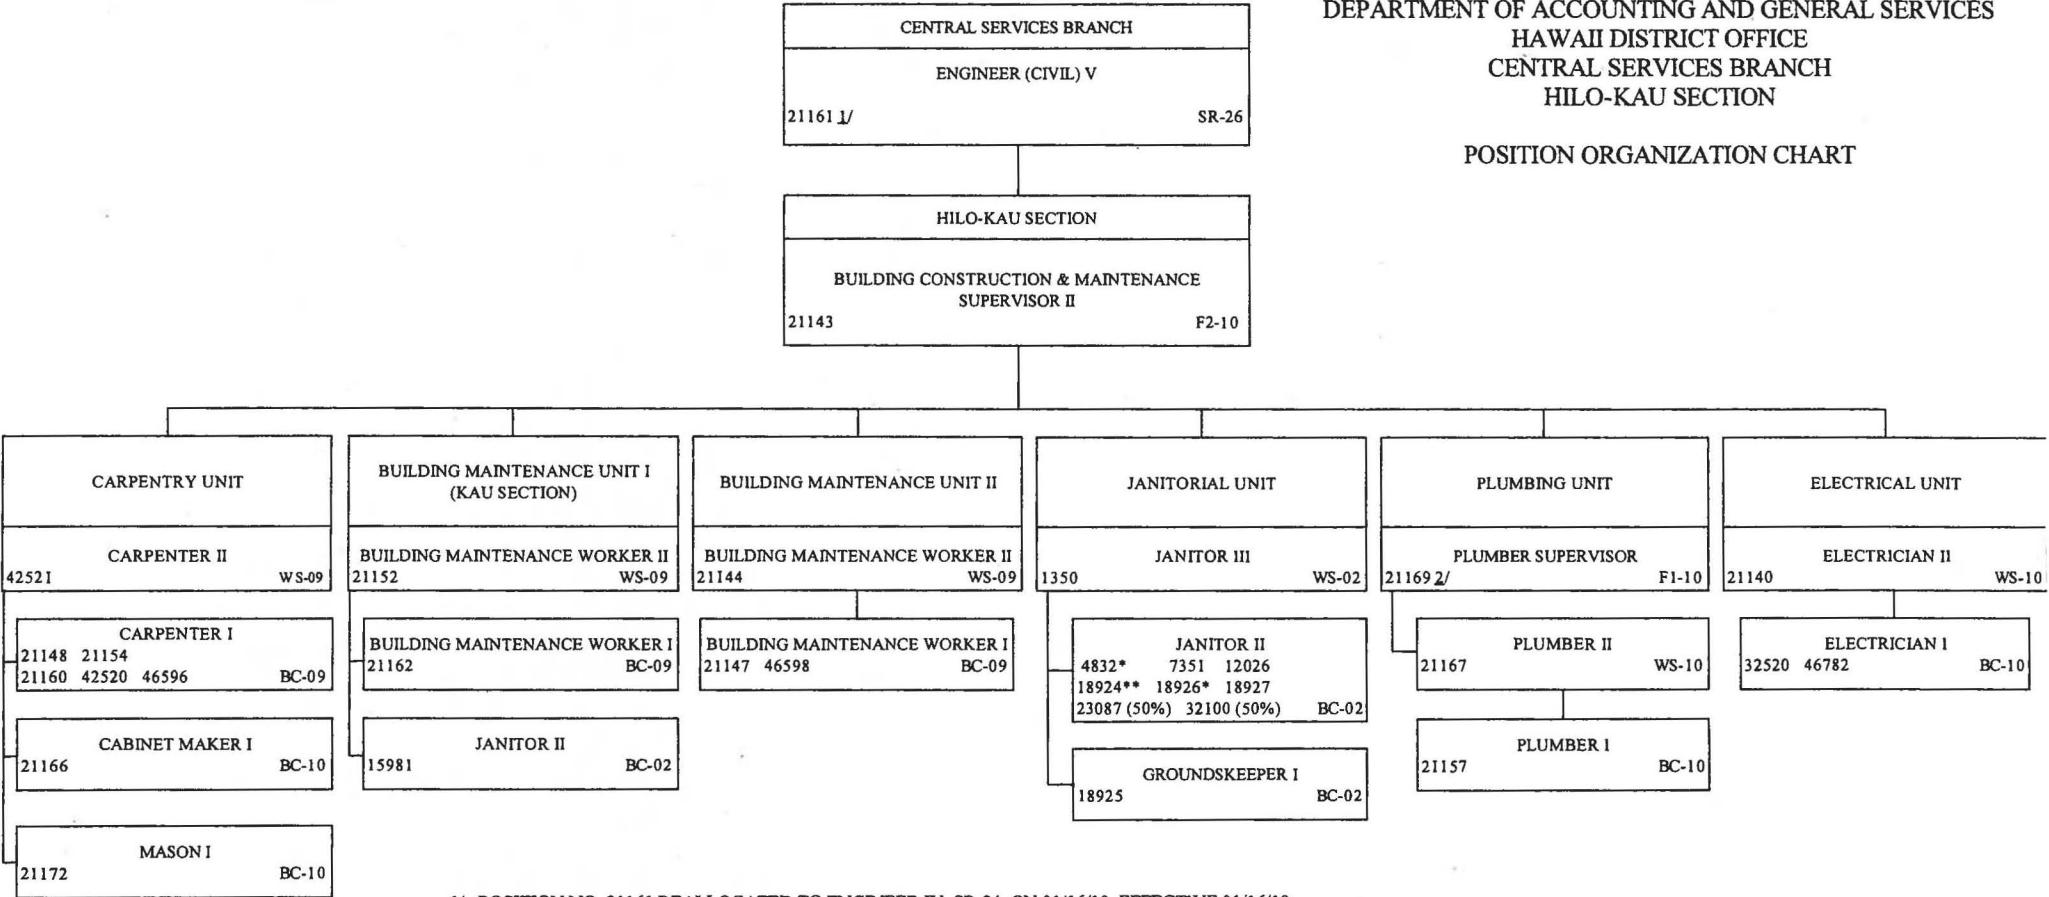 DEPARTMENT OF ACCOUNTING AND GENERAL SERVICES
HAWAII DISTRICT OFFICE
CENTRAL SERVICES BRANCH
HILO-KAU SECTION
POSITION ORGANIZATION CHART
CENTRAL SERVICES BRANCH
ENGINEER (CIVIL) V
21161 1/ SR-26
HILO-KAU SECTION
BUILDING CONSTRUCTION & MAINTENANCE
SUPERVISOR II
21143 F2-10
CARPENTRY UNIT
CARPENTER II
42521 WS-09
CARPENTER I
21148 21154
21160 42520 46596 BC-09
CABINET MAKER I
21166 BC-10
MASON I
21172 BC-10
BUILDING MAINTENANCE UNIT I
(KAU SECTION)
BUILDING MAINTENANCE WORKER II
21152 WS-09
BUILDING MAINTENANCE WORKER I
21162 BC-09
JANITOR II
15981 BC-02
BUILDING MAINTENANCE UNIT II
BUILDING MAINTENANCE WORKER II
21144 WS-09
BUILDING MAINTENANCE WORKER I
21147 46598 BC-09
JANITORIAL UNIT
JANITOR III
1350 WS-02
JANITOR II
4832* 7351 12026
18924** 18926* 18927
23087 (50%) 32100 (50%) BC-02
GROUNDSKEEPER I
18925 BC-02
PLUMBING UNIT
PLUMBER SUPERVISOR
21169 2/ F1-10
PLUMBER II
21167 WS-10
PLUMBER I
21157 BC-10
ELECTRICAL UNIT
ELECTRICIAN II
21140 WS-10
ELECTRICIAN I
32520 46782 BC-10